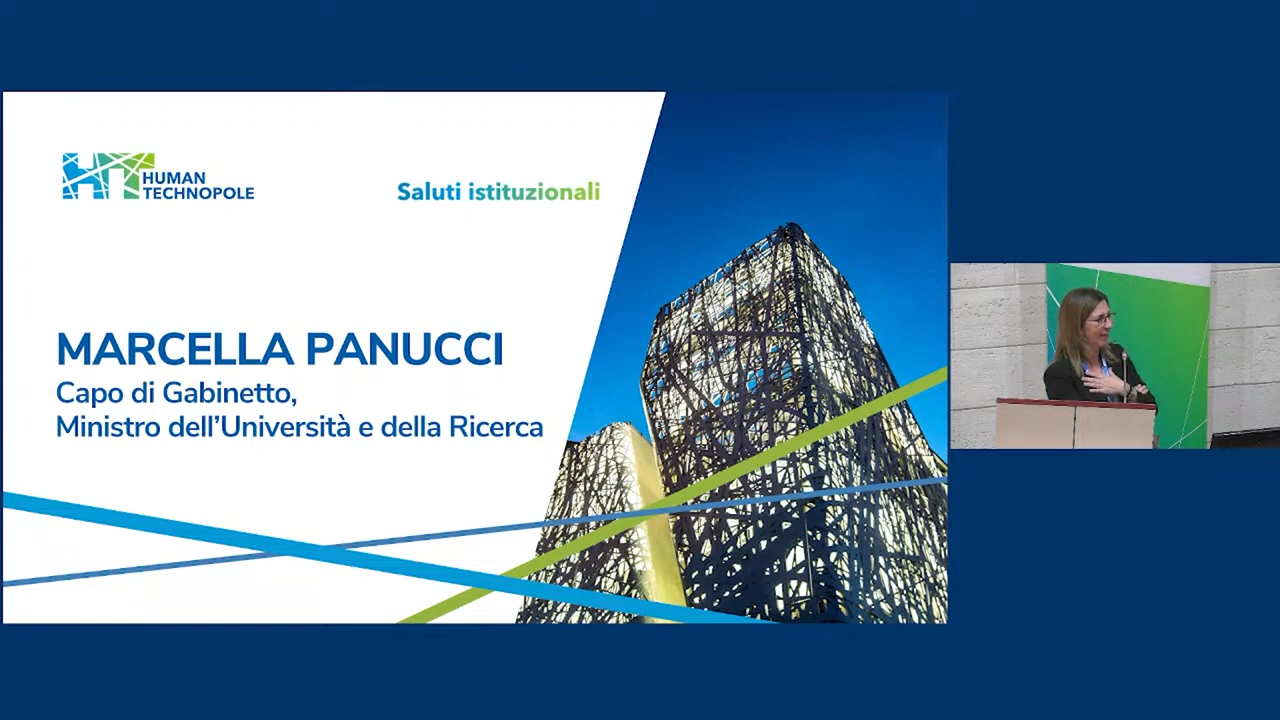 HUMAN
TECHNOPOLE
Saluti istituzionali
MARCELLA PANUCCI
Capo di Gabinetto,
Ministro dell'Università e della Ricerca